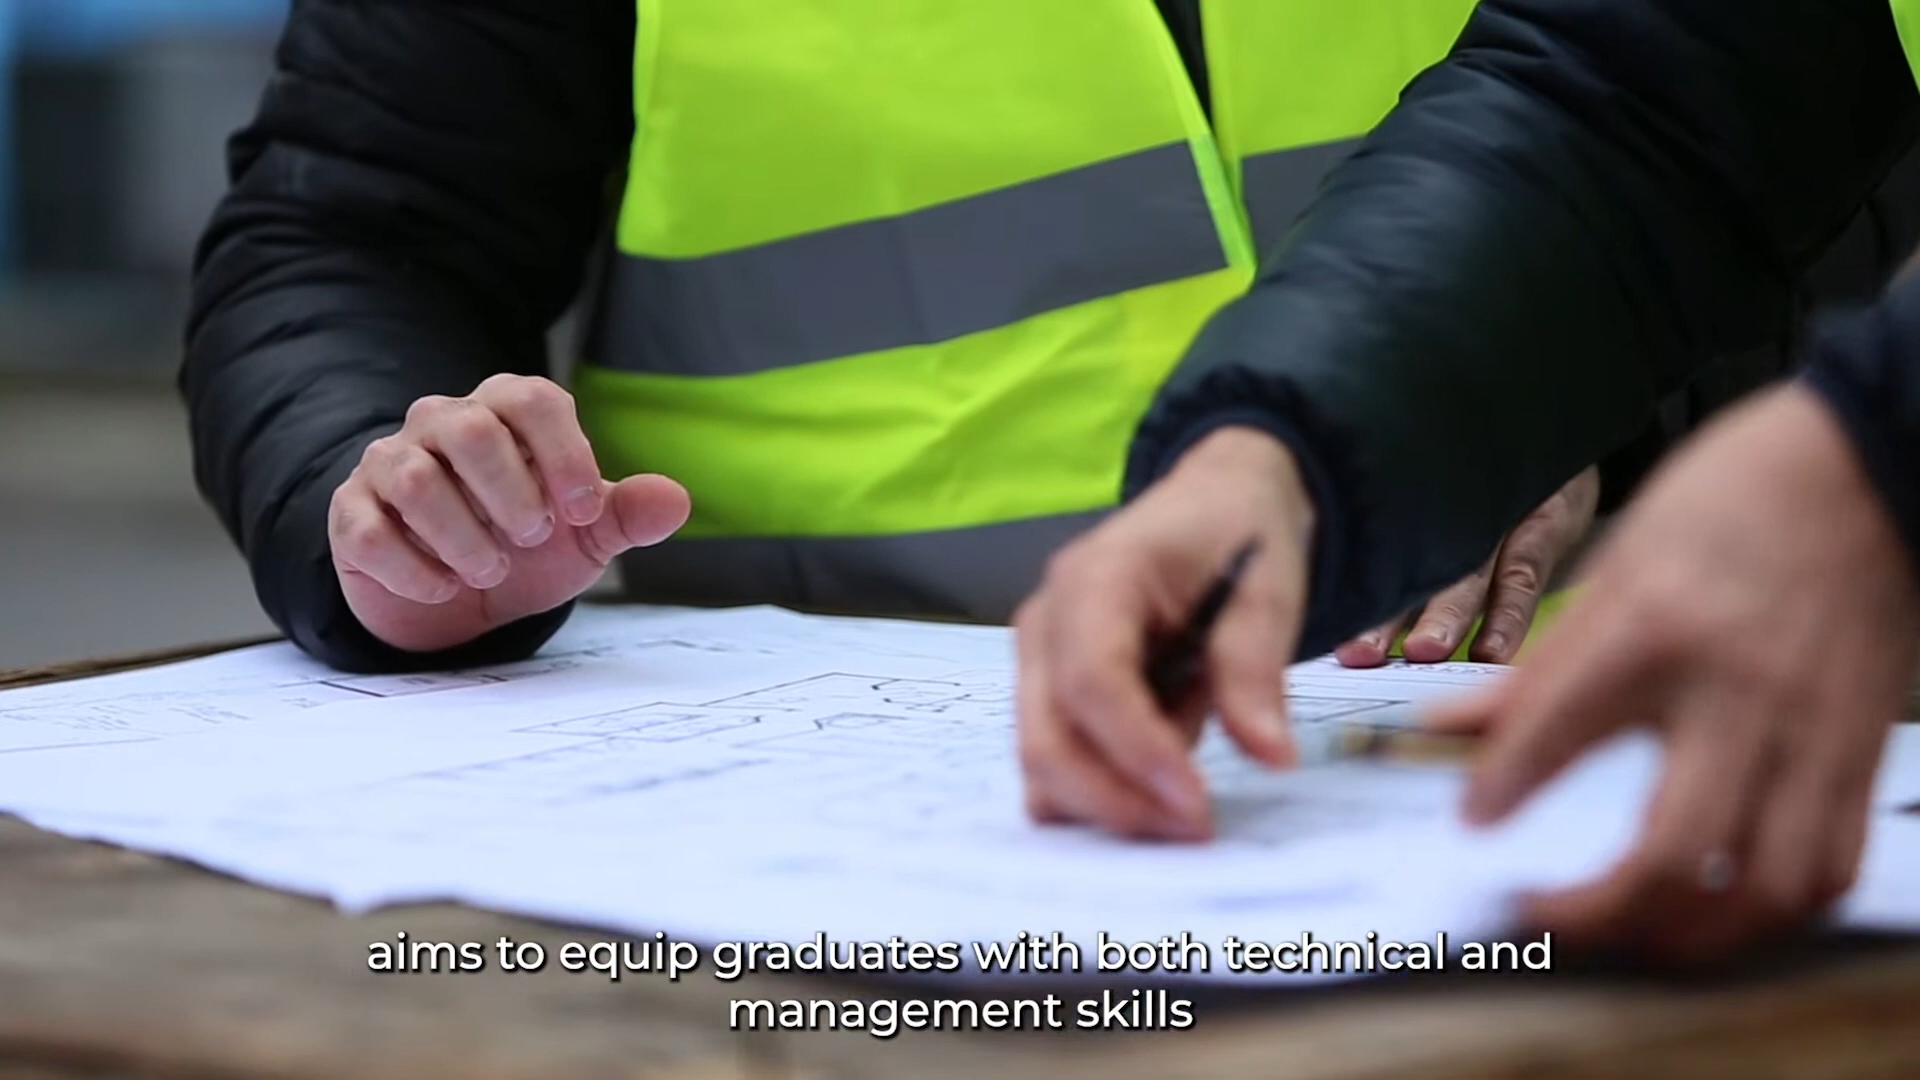 aims to equip graduates with both technical and
management skills